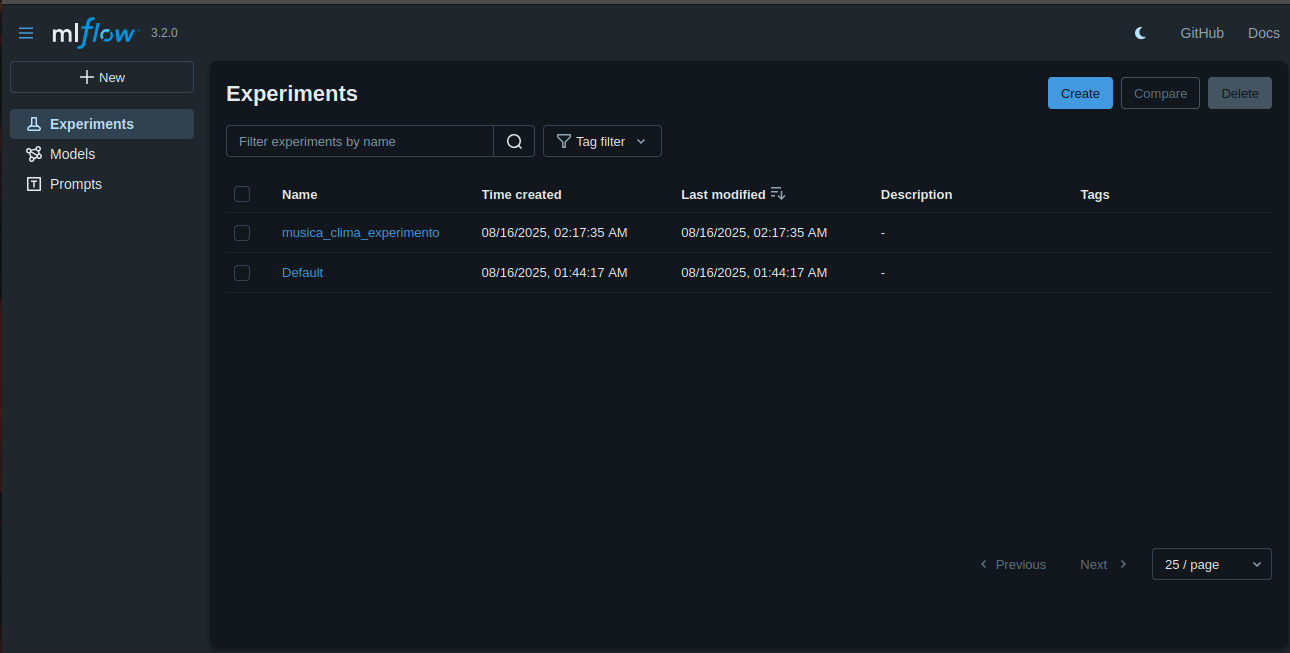 mlflow 3.2.0 GitHub Docs
New
Experiments
Models
Prompts
Experiments
Create Compare Delete
Filter experiments by name Tag filter
Name Time created Last modified Description Tags
musica_clima_experimento 08/16/2025, 02:17:35 AM 08/16/2025, 02:17:35 AM -
Default 08/16/2025, 01:44:17 AM 08/16/2025, 01:44:17 AM -
Previous Next 25 / page